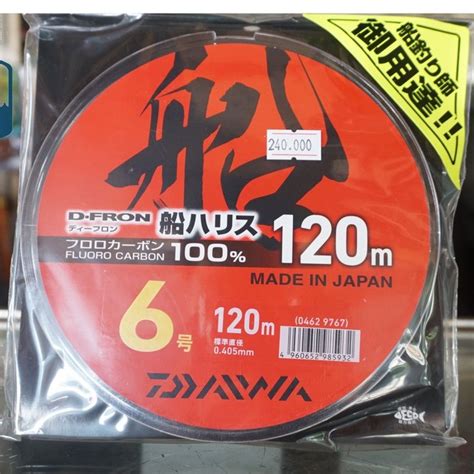 船釣り師
御用達!!
船
240.000
D-FRON 船ハリス 120m
ディーフロン
フロロカーボン 100%
FLUORO CARBON
MADE IN JAPAN
6号 120m (0462 9767)
標準直径
0.405mm
4 960652 985932
DAIWA